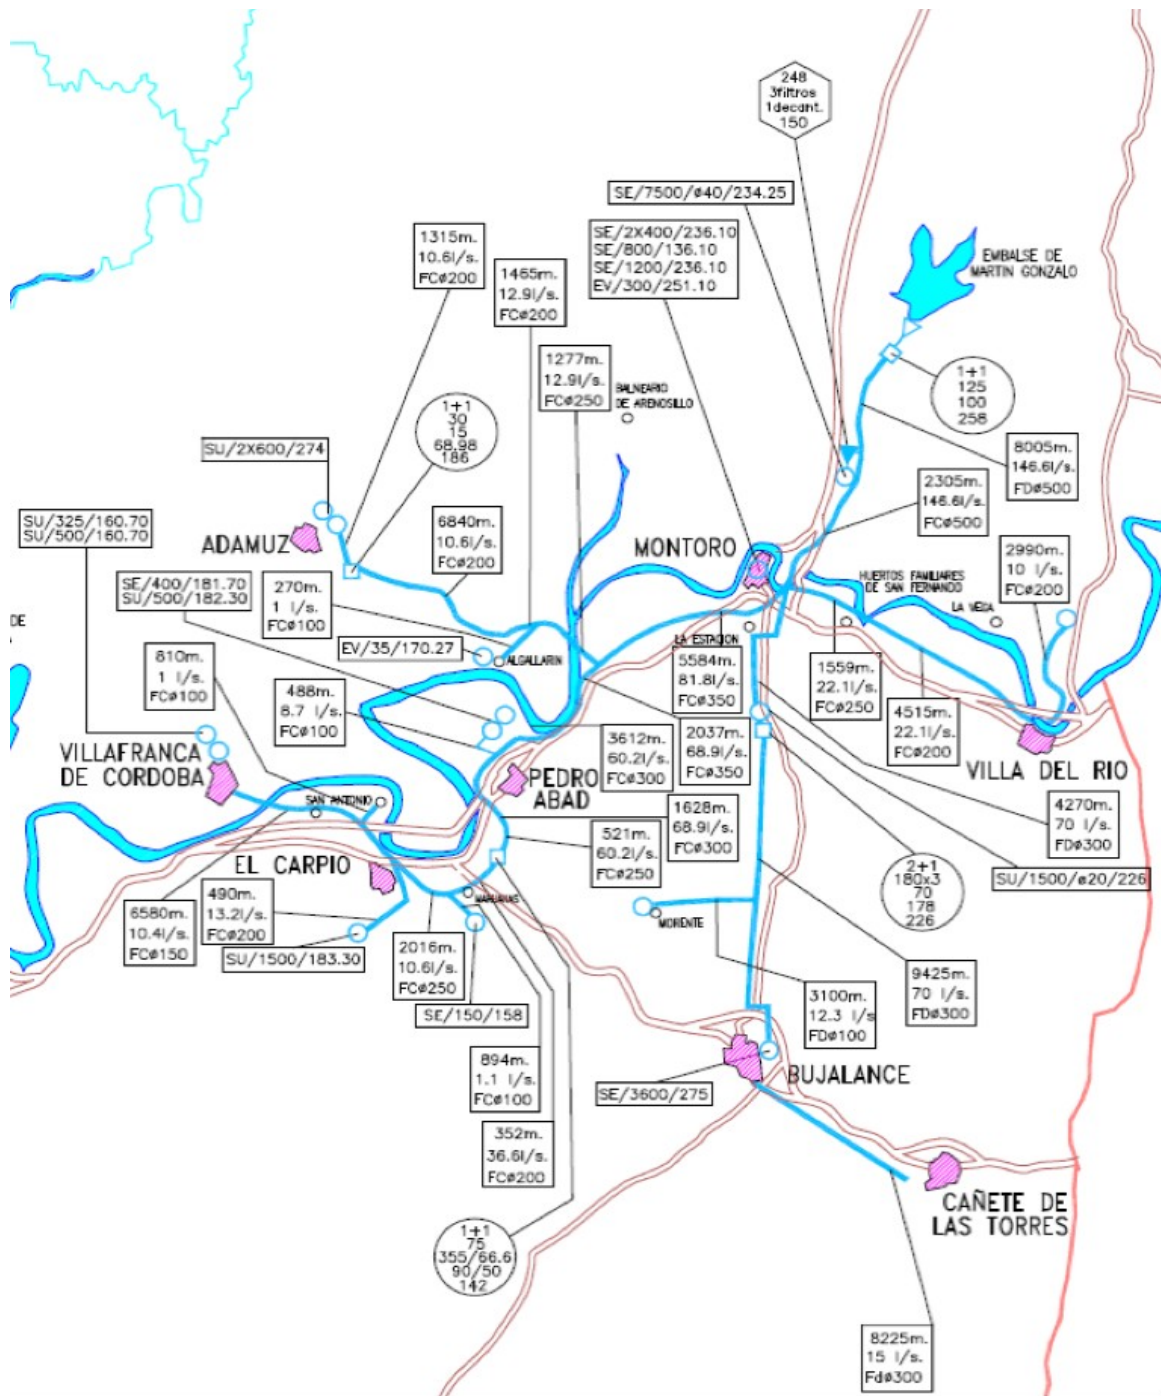 248
3filtros
1decant.
150
SE/7500/ø40/234.25
SE/2X400/236.10
SE/800/136.10
SE/1200/236.10
EV/300/251.10
EMBALSE DE
MARTIN GONZALO
1315m.
10.6l/s.
FCø200
1465m.
12.9l/s.
FCø200
1277m.
12.9l/s.
FCø250
BALNEARIO
DE ARENOSILLO
1+1
125
100
258
1+1
30
15
68.98
186
SU/2X600/274
8005m.
146.6l/s.
FDø500
2305m.
146.6l/s.
FCø500
SU/325/160.70
SU/500/160.70
ADAMUZ
6840m.
10.6l/s.
FCø200
MONTORO
2990m.
10 l/s.
FCø200
SE/400/181.70
SU/500/182.30
270m.
1 l/s.
FCø100
HUERTOS FAMILIARES
DE SAN FERNANDO
LA VEGA
DE
EV/35/170.27
ALGALLARIN
LA ESTACION
810m.
1 l/s.
FCø100
5584m.
81.8l/s.
FCø350
1559m.
22.1l/s.
FCø250
488m.
8.7 l/s.
FCø100
4515m.
22.1l/s.
FCø200
3612m.
60.2l/s.
FCø300
2037m.
68.9l/s.
FCø350
VILLAFRANCA
DE CORDOBA
PEDRO
ABAD
VILLA DEL RIO
SAN ANTONIO
1628m.
68.9l/s.
FCø300
4270m.
70 l/s.
FDø300
521m.
60.2l/s.
FCø250
EL CARPIO
2+1
180x3
70
178
226
SU/1500/ø20/226
MARUANAS
490m.
13.2l/s.
FCø200
6580m.
10.4l/s.
FCø150
MORENTE
SU/1500/183.30
2016m.
10.6l/s.
FCø250
9425m.
70 l/s.
FDø300
3100m.
12.3 l/s
FDø100
SE/150/158
894m.
1.1 l/s.
FCø100
BUJALANCE
SE/3600/275
352m.
36.6l/s.
FCø200
CAÑETE DE
LAS TORRES
1+1
75
355/66.6
90/50
142
8225m.
15 l/s.
Fdø300